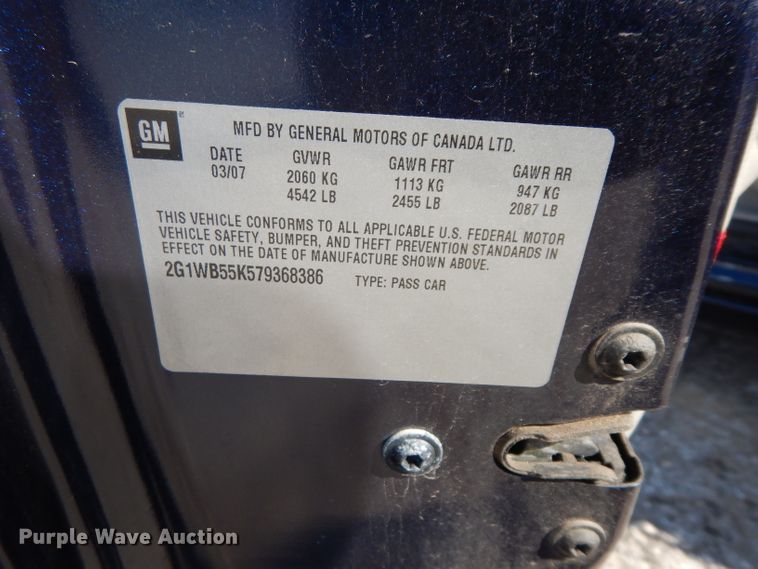 GM
MFD BY GENERAL MOTORS OF CANADA LTD.
DATE GVWR GAWR FRT GAWR RR
03/07 2060 KG 1113 KG 947 KG
4542 LB 2455 LB 2087 LB
THIS VEHICLE CONFORMS TO ALL APPLICABLE U.S. FEDERAL MOTOR
VEHICLE SAFETY, BUMPER, AND THEFT PREVENTION STANDARDS IN
EFFECT ON THE DATE OF MANUFACTURE SHOWN ABOVE.
2G1WB55K579368386 TYPE: PASS CAR
Purple Wave Auction